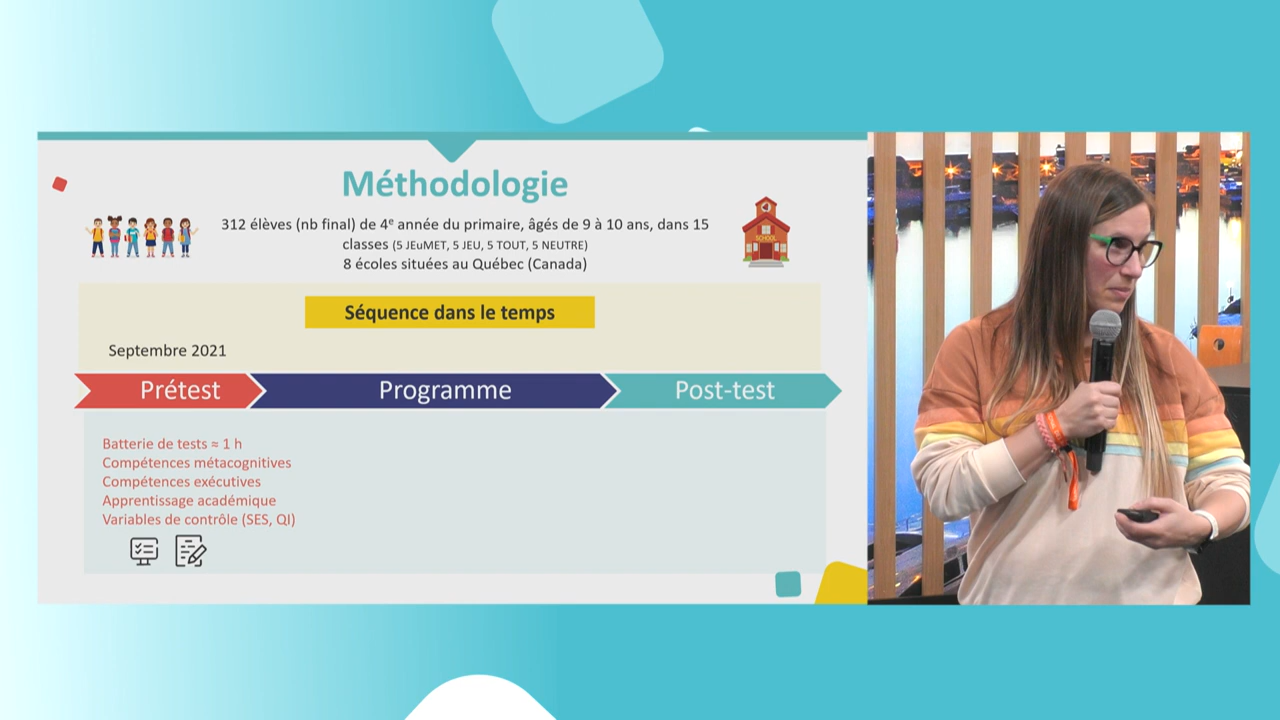 Méthodologie
312 élèves (nb final) de 4e année du primaire, âgés de 9 à 10 ans, dans 15
classes (5 JEuMET, 5 JEU, 5 TOUT, 5 NEUTRE)
8 écoles situées au Québec (Canada)
SCHOOL
Séquence dans le temps
Septembre 2021
Prétest
Programme
Post-test
Batterie de tests ≈ 1 h
Compétences métacognitives
Compétences exécutives
Apprentissage académique
Variables de contrôle (SES, QI)